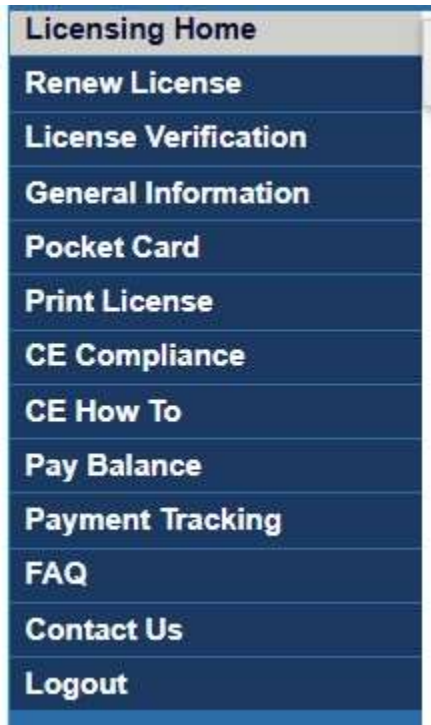 Licensing Home
Renew License
License Verification
General Information
Pocket Card
Print License
CE Compliance
CE How To
Pay Balance
Payment Tracking
FAQ
Contact Us
Logout